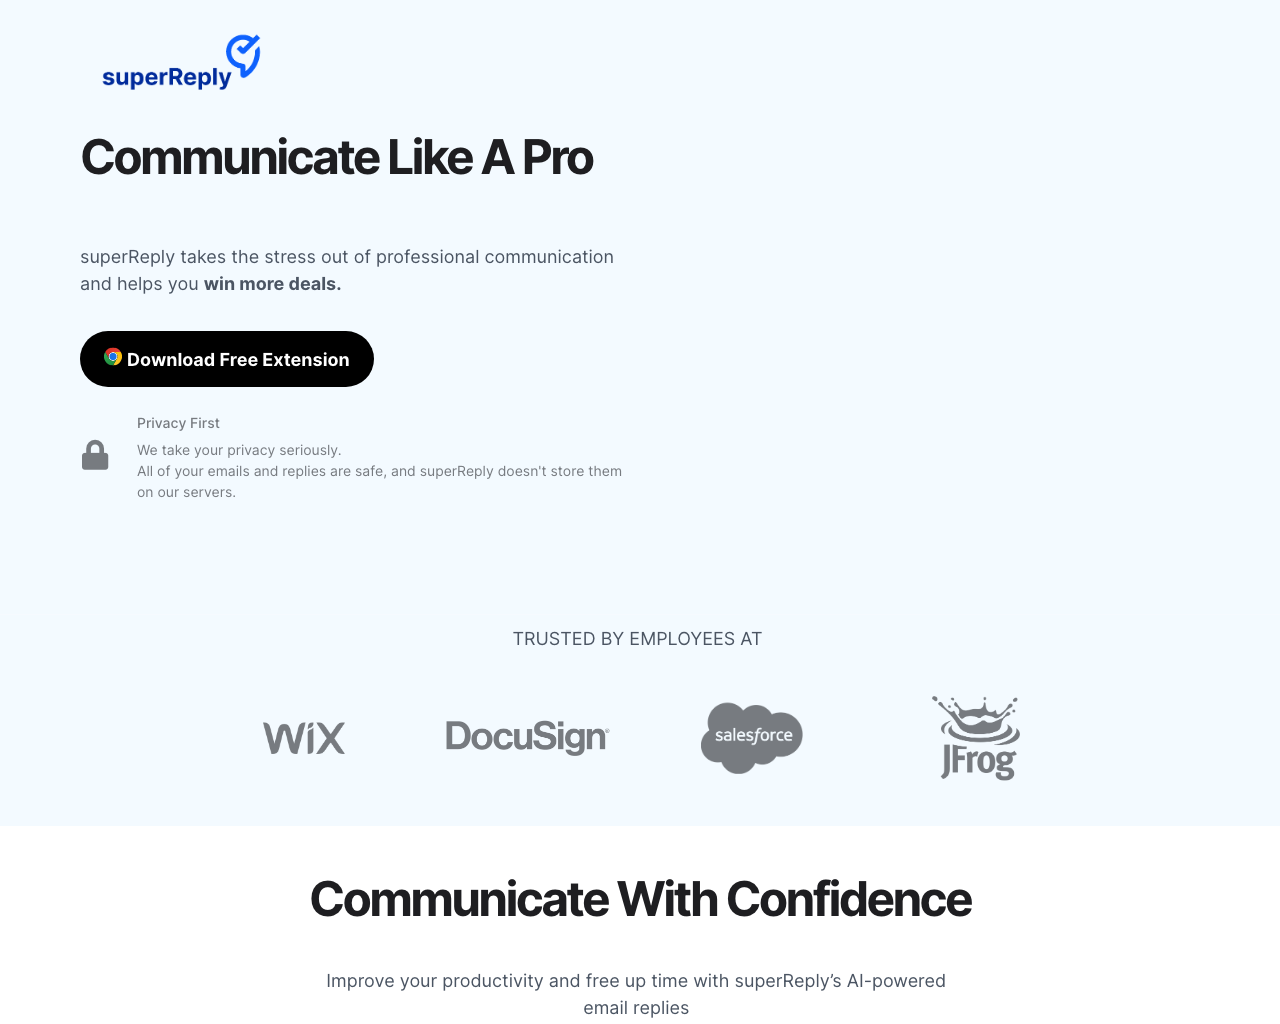 superReply
Communicate Like A Pro
superReply takes the stress out of professional communication
and helps you win more deals.
Download Free Extension
Privacy First
We take your privacy seriously.
All of your emails and replies are safe, and superReply doesn't store them
on our servers.
TRUSTED BY EMPLOYEES AT
WiX
DocuSign®
salesforce
JFrog
Communicate With Confidence
Improve your productivity and free up time with superReply’s AI-powered
email replies